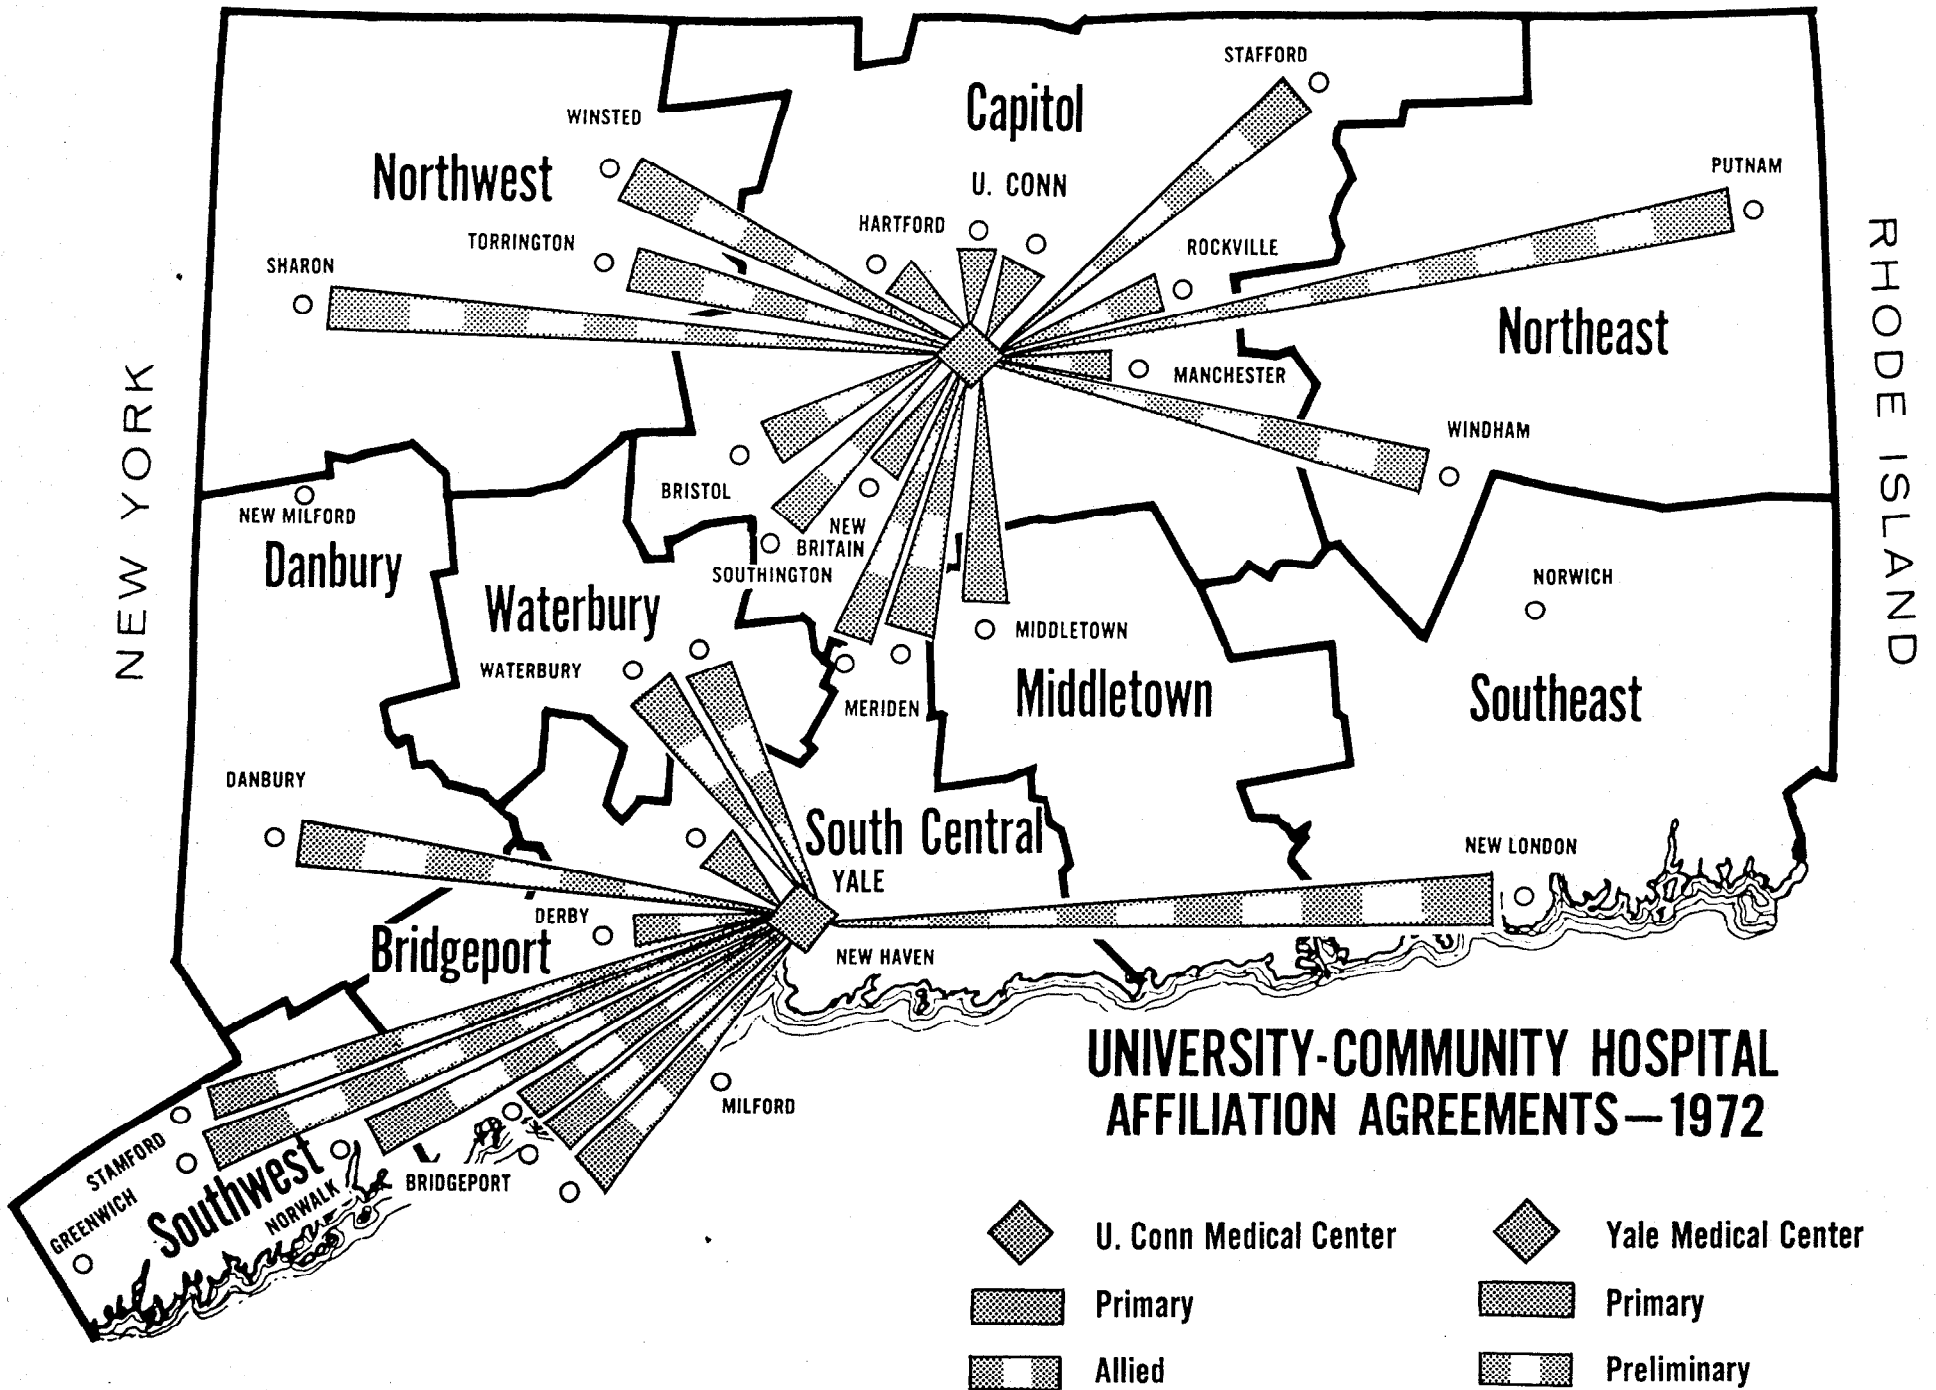 STAFFORD
Capitol
WINSTED
PUTNAM
Northwest
U. CONN
HARTFORD
TORRINGTON
ROCKVILLE
SHARON
RHODE ISLAND
Northeast
MANCHESTER
NEW YORK
WINDHAM
BRISTOL
NEW MILFORD
NEW
BRITAIN
Danbury
SOUTHINGTON
NORWICH
Waterbury
MIDDLETOWN
WATERBURY
Middletown
Southeast
MERIDEN
DANBURY
South Central
NEW LONDON
YALE
DERBY
Bridgeport
NEW HAVEN
MILFORD
STAMFORD
GREENWICH
Southwest
NORWALK
BRIDGEPORT
UNIVERSITY-COMMUNITY HOSPITAL
AFFILIATION AGREEMENTS—1972
U. Conn Medical Center
Yale Medical Center
Primary
Primary
Allied
Preliminary